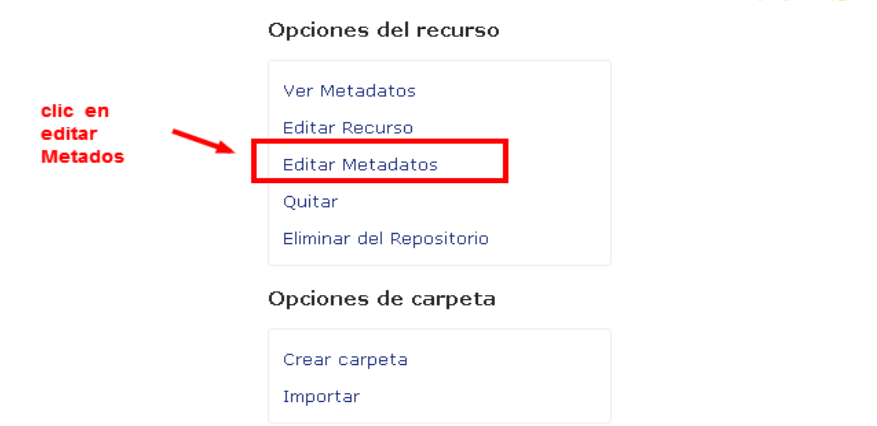 Opciones del recurso
Ver Metadatos
clic en
editar
Metados
Editar Recurso
Editar Metadatos
Quitar
Eliminar del Repositorio
Opciones de carpeta
Crear carpeta
Importar